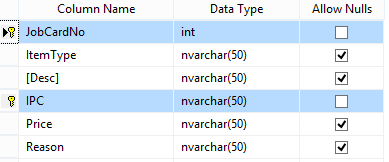 Column Name Data Type Allow Nulls
JobCardNo int
ItemType nvarchar(50)
[Desc] nvarchar(50)
IPC nvarchar(50)
Price nvarchar(50)
Reason nvarchar(50)